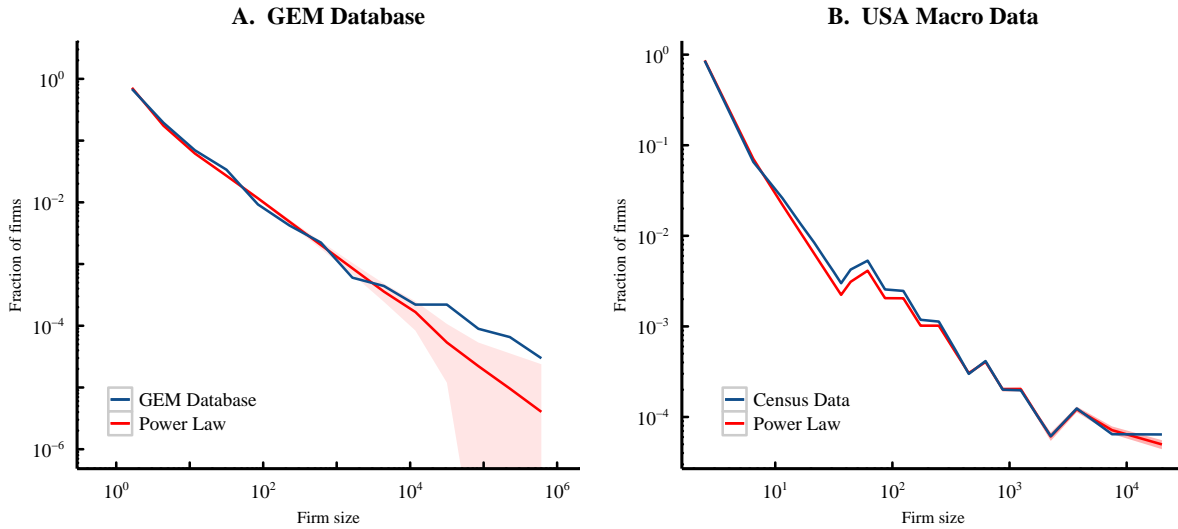 A. GEM Database
Fraction of firms
10^0
10^−2
10^−4
10^−6
GEM Database
Power Law
10^0
10^2
10^4
10^6
Firm size
B. USA Macro Data
Fraction of firms
10^0
10^−1
10^−2
10^−3
10^−4
Census Data
Power Law
10^1
10^2
10^3
10^4
Firm size